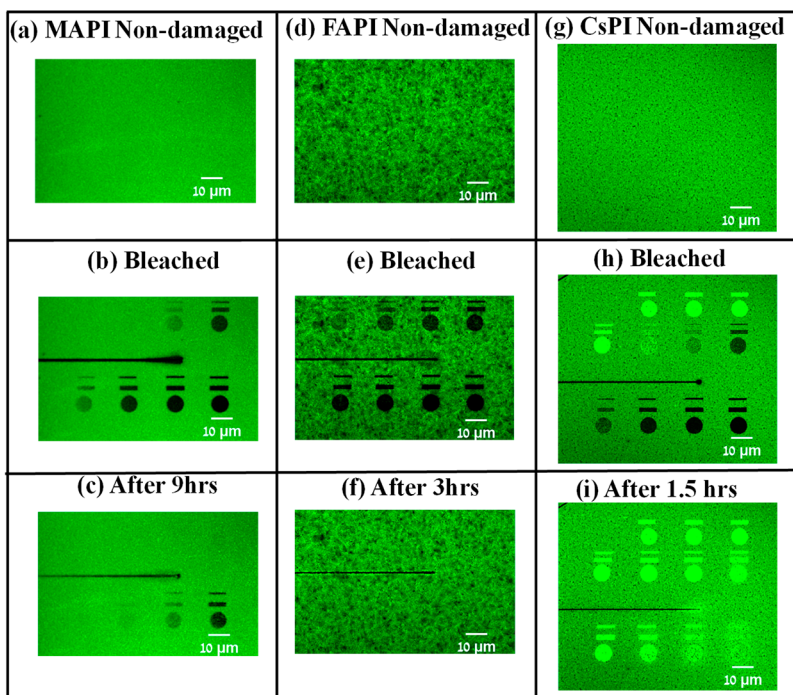 (a) MAPI Non-damaged
(d) FAPI Non-damaged
(g) CsPI Non-damaged
10 µm
10 µm
10 µm
(b) Bleached
(e) Bleached
(h) Bleached
10 µm
10 µm
10 µm
(c) After 9hrs
(f) After 3hrs
(i) After 1.5 hrs
10 µm
10 µm
10 µm